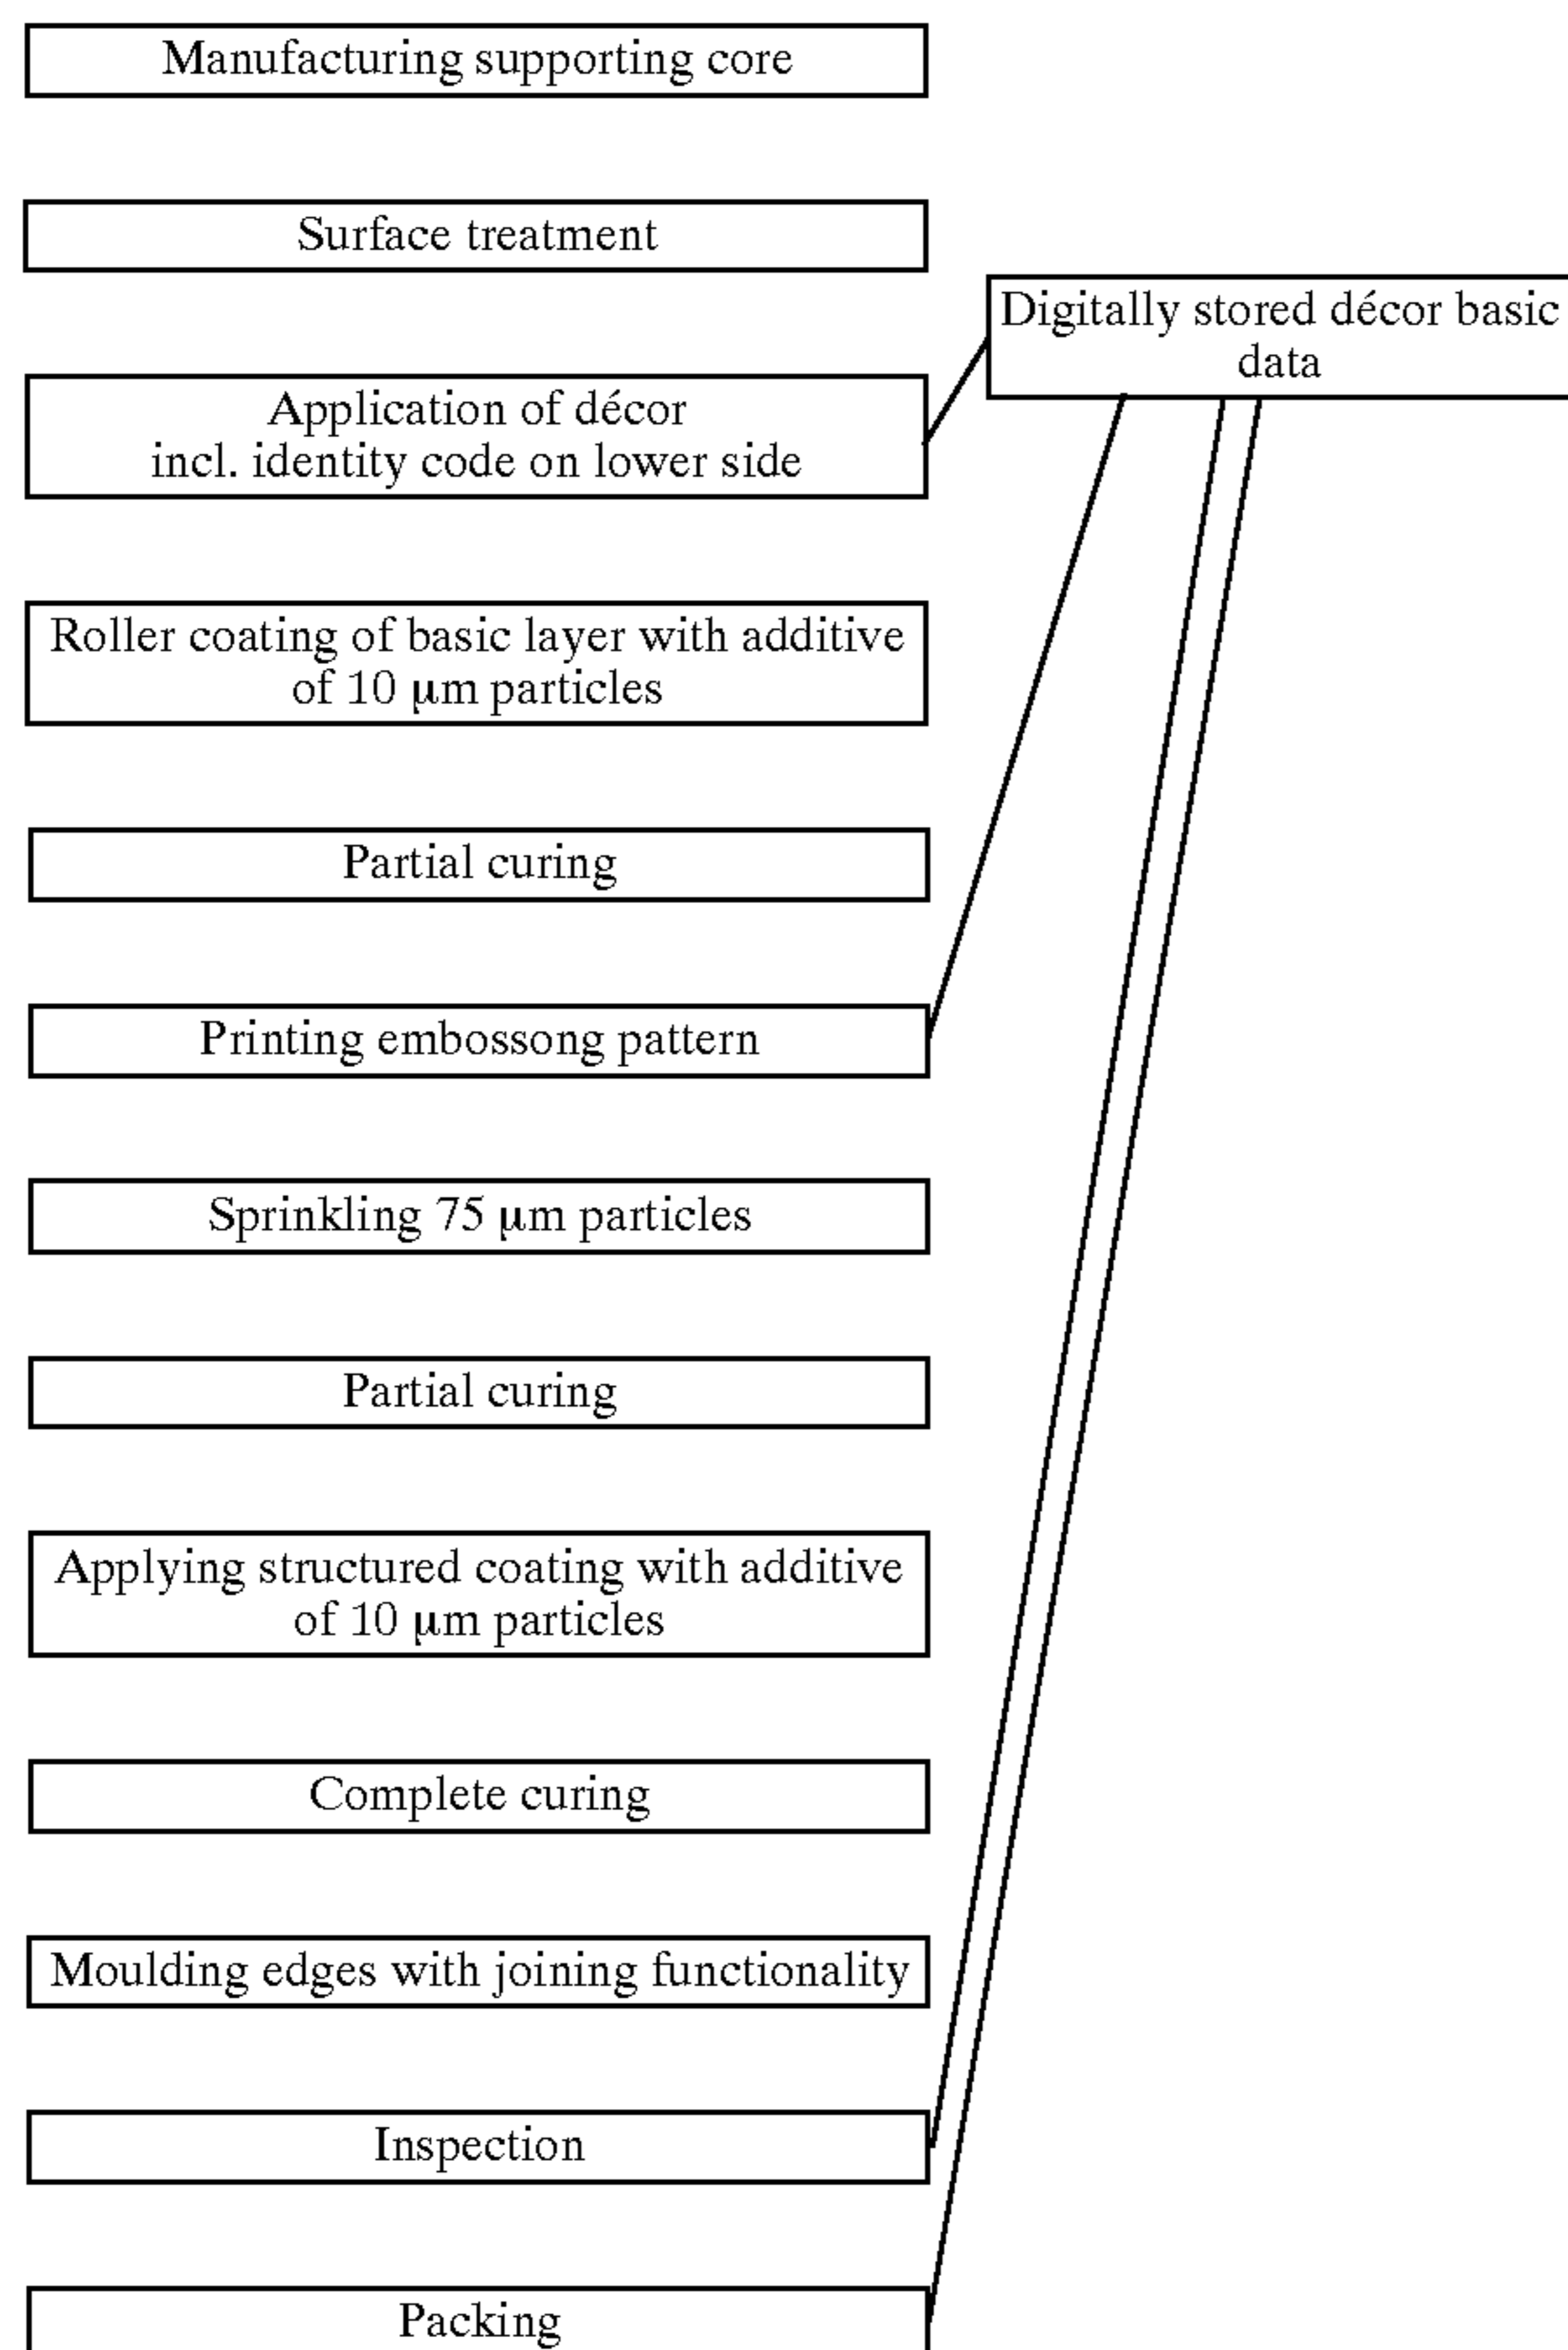 Manufacturing supporting core
Surface treatment
Digitally stored décor basic
data
Application of décor
incl. identity code on lower side
Roller coating of basic layer with additive
of 10 µm particles
Partial curing
Printing embossong pattern
Sprinkling 75 µm particles
Partial curing
Applying structured coating with additive
of 10 µm particles
Complete curing
Moulding edges with joining functionality
Inspection
Packing